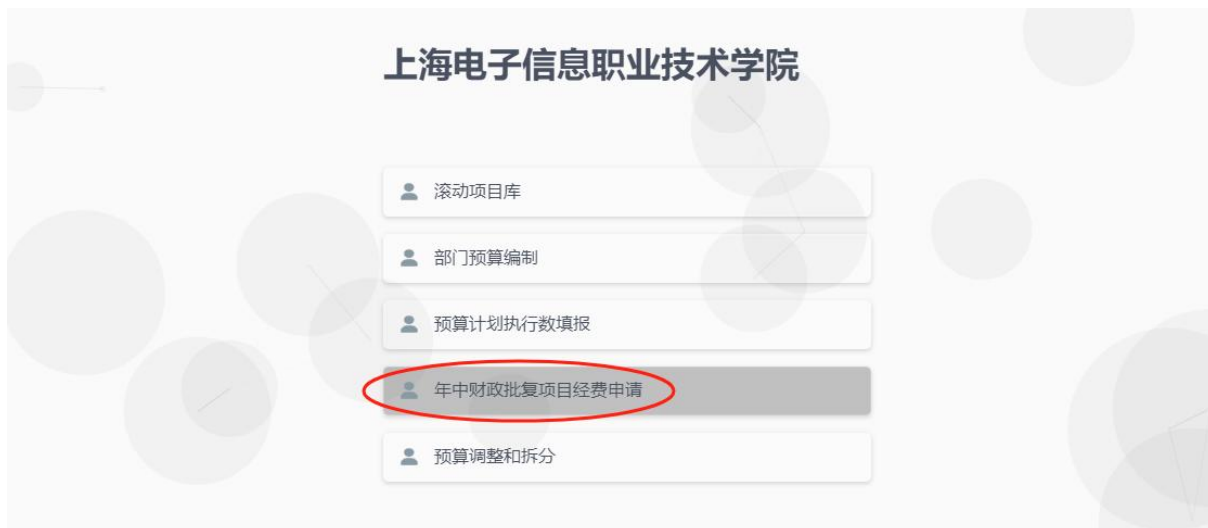 上海电子信息职业技术学院
滚动项目库
部门预算编制
预算计划执行数填报
年中财政批复项目经费申请
预算调整和拆分